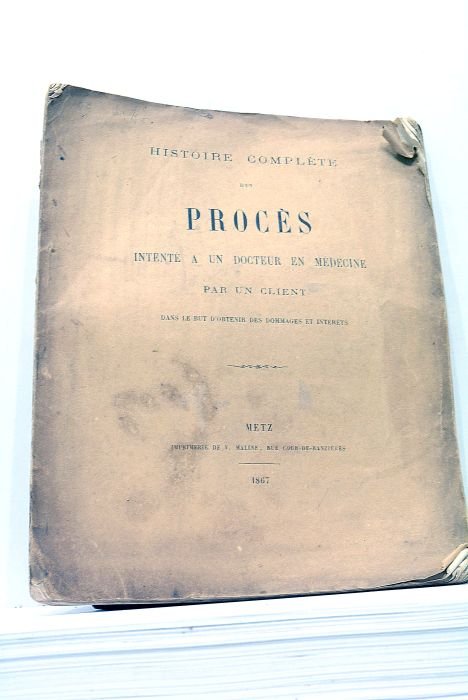 HISTOIRE COMPLÈTE
D'UN
PROCÈS
INTENTÉ A UN DOCTEUR EN MÉDECINE
PAR UN CLIENT
DANS LE BUT D'OBTENIR DES DOMMAGES ET INTÉRÊTS
METZ
IMPRIMERIE DE V. MALINE, RUE COUR-DE-RANZIÈRES
1867